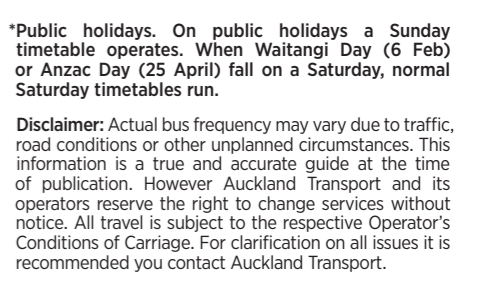 *Public holidays. On public holidays a Sunday
timetable operates. When Waitangi Day (6 Feb)
or Anzac Day (25 April) fall on a Saturday, normal
Saturday timetables run.
Disclaimer: Actual bus frequency may vary due to traffic,
road conditions or other unplanned circumstances. This
information is a true and accurate guide at the time
of publication. However Auckland Transport and its
operators reserve the right to change services without
notice. All travel is subject to the respective Operator's
Conditions of Carriage. For clarification on all issues it is
recommended you contact Auckland Transport.